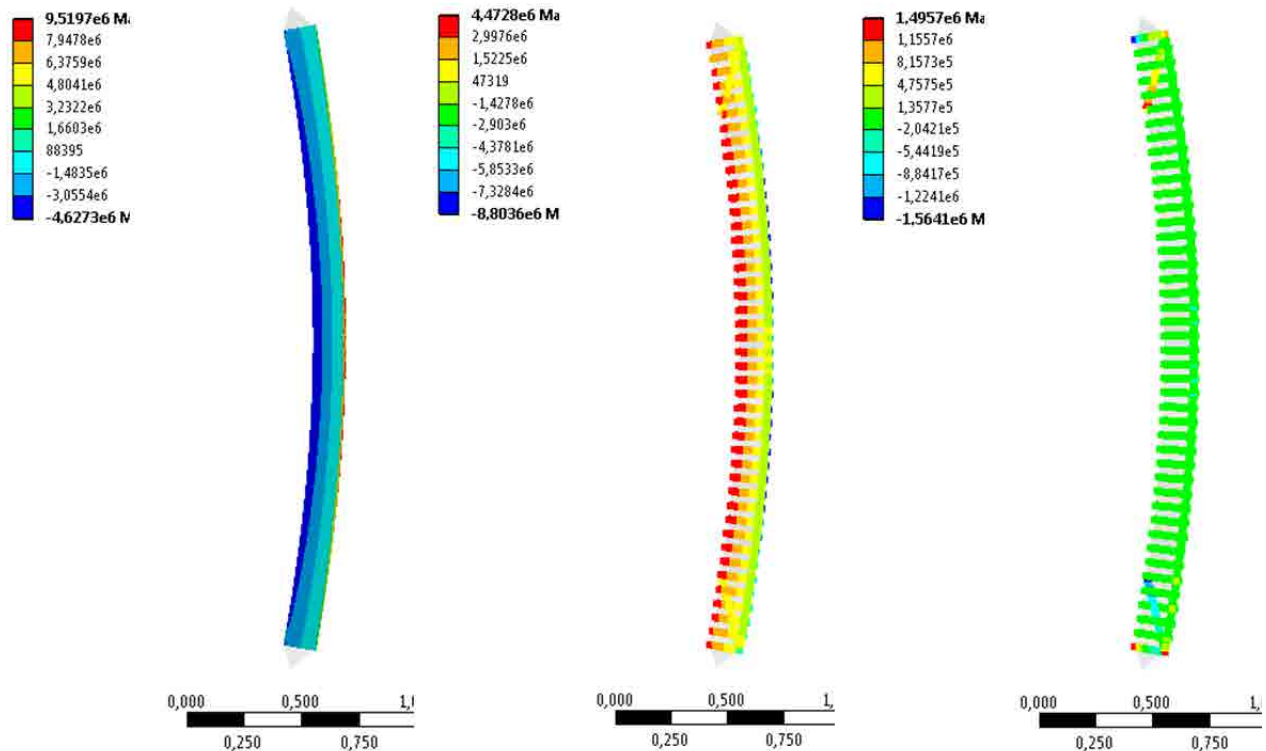 9,5197e6 Ma
7,9478e6
6,3759e6
4,8041e6
3,2322e6
1,6603e6
88395
-1,4835e6
-3,0554e6
-4,6273e6 M
0,000 0,500 1,
0,250 0,750
4,4728e6 Ma
2,9976e6
1,5225e6
47319
-1,4278e6
-2,903e6
-4,3781e6
-5,8533e6
-7,3284e6
-8,8036e6 M
0,000 0,500 1,
0,250 0,750
1,4957e6 Ma
1,1557e6
8,1573e5
4,7575e5
1,3577e5
-2,0421e5
-5,4419e5
-8,8417e5
-1,2241e6
-1,5641e6 M
0,000 0,500 1,
0,250 0,750